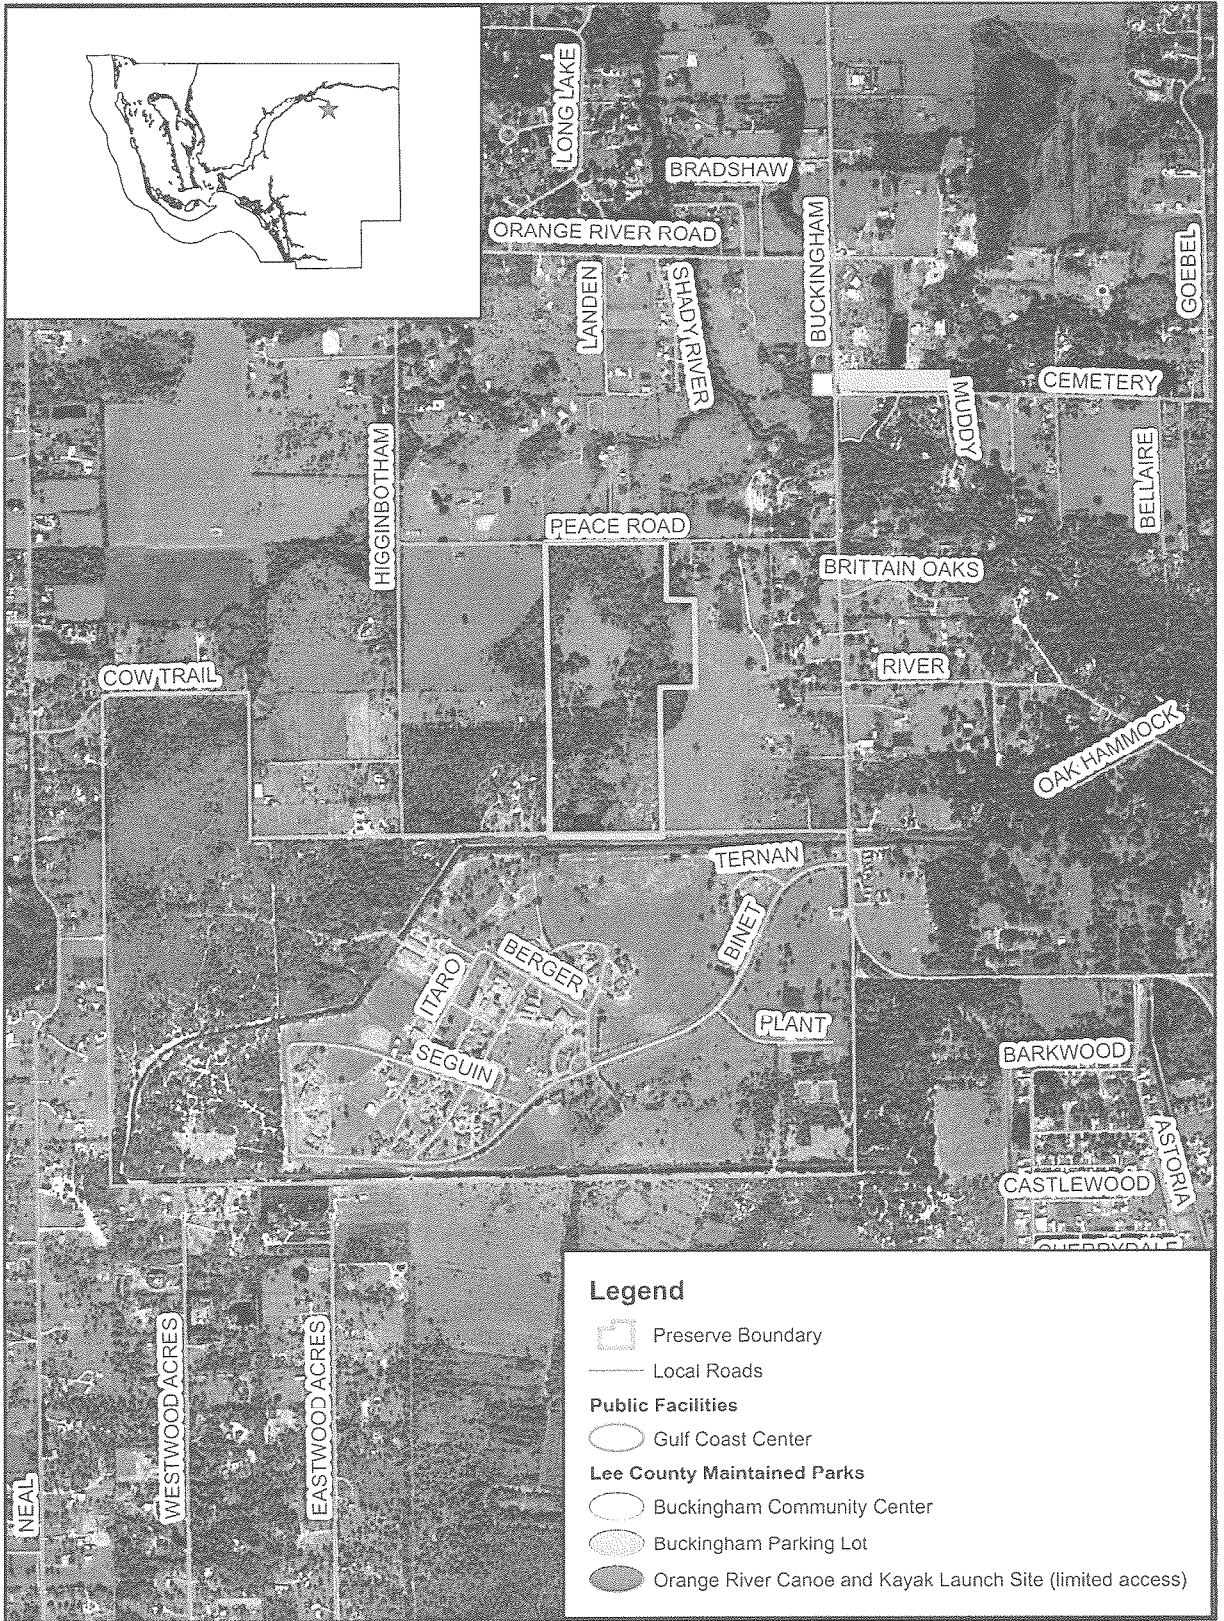 LONG LAKE
BRADSHAW
ORANGE RIVER ROAD
BUCKINGHAM
GOEBEL
LANDEN
SHADY RIVER
CEMETERY
MUDDY
BELLAIRE
HIGGINBOTHAM
PEACE ROAD
BRITTAIN OAKS
COW TRAIL
RIVER
OAK HAMMOCK
TERNAN
BINET
BERGER
ITARO
PLANT
SEGUIN
BARKWOOD
ASTORIA
CASTLEWOOD
CHERRYDALE
WESTWOOD ACRES
EASTWOOD ACRES
NEAL
Legend
Preserve Boundary
Local Roads
Public Facilities
Gulf Coast Center
Lee County Maintained Parks
Buckingham Community Center
Buckingham Parking Lot
Orange River Canoe and Kayak Launch Site (limited access)